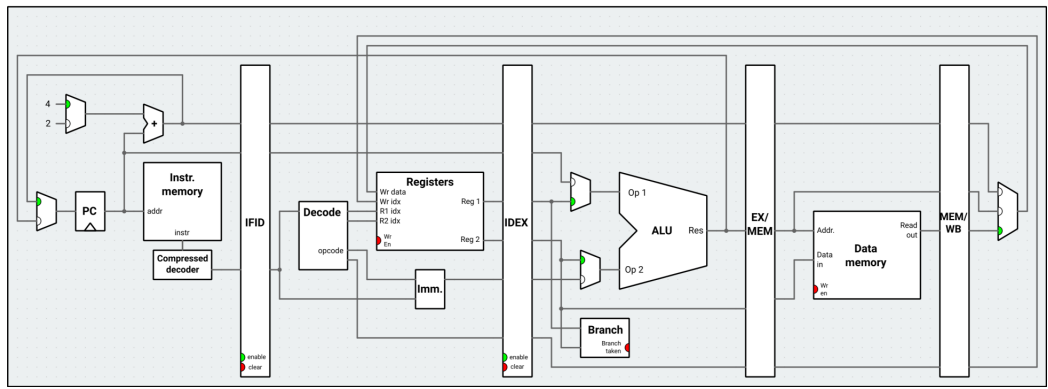 4
2
+
PC
Instr.
memory
addr
instr
Compressed
decoder
IFID
enable
clear
Decode
opcode
Registers
Wr data
Wr idx
R1 idx
R2 idx
Wr
En
Reg 1
Reg 2
Imm.
IDEX
enable
clear
Op 1
ALU
Res
Op 2
Branch
Branch
taken
EX/
MEM
Addr.
Data
in
Wr
en
Data
memory
Read
out
MEM/
WB